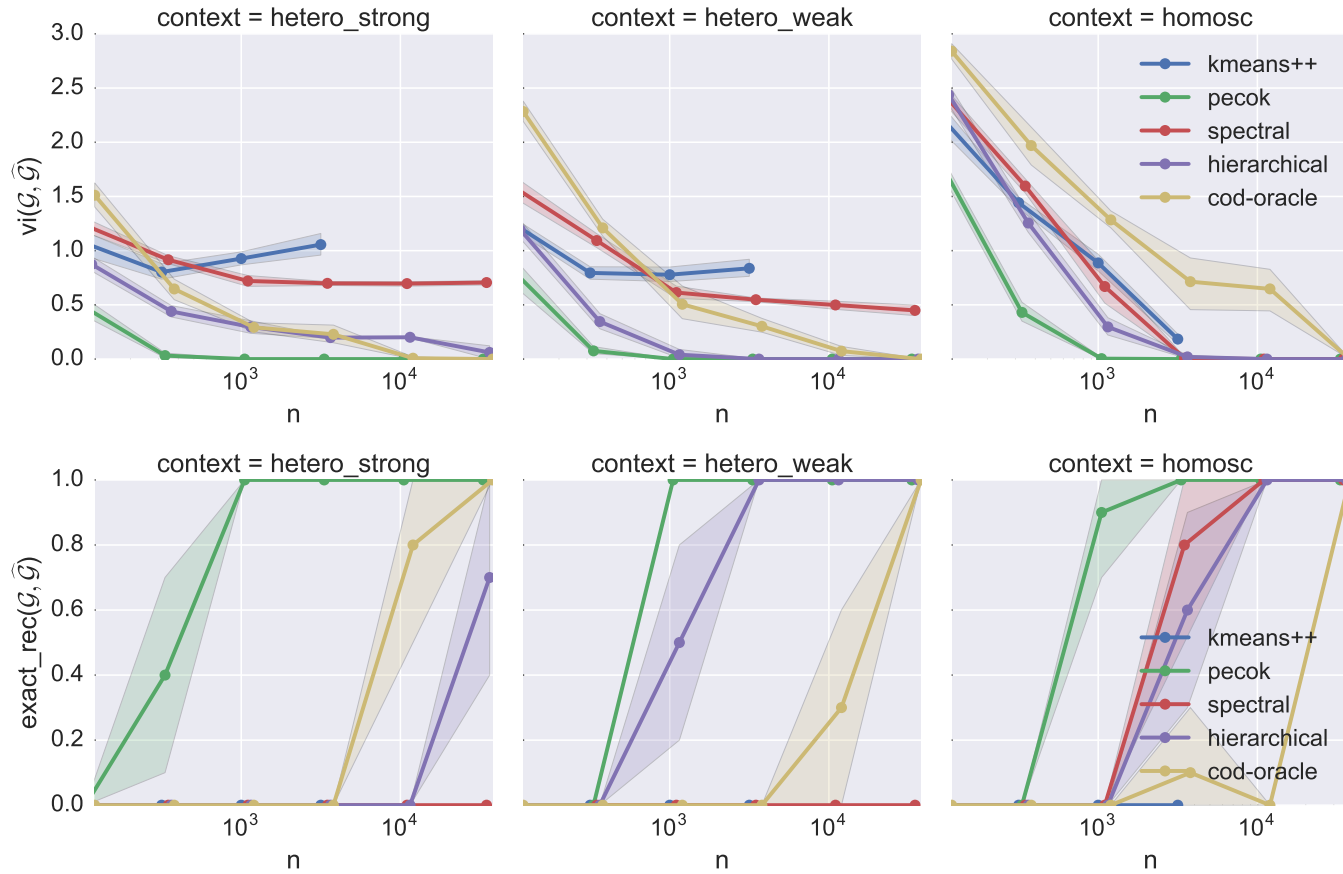 context = hetero_strong
context = hetero_weak
context = homosc
3.0
2.5
2.0
1.5
1.0
0.5
0.0
vi(𝒢, 𝒢̂)
kmeans++
pecok
spectral
hierarchical
cod-oracle
10³ 10⁴
10³ 10⁴
10³ 10⁴
n
n
n
context = hetero_strong
context = hetero_weak
context = homosc
1.0
0.8
0.6
0.4
0.2
0.0
exact_rec(𝒢, 𝒢̂)
kmeans++
pecok
spectral
hierarchical
cod-oracle
10³ 10⁴
10³ 10⁴
10³ 10⁴
n
n
n